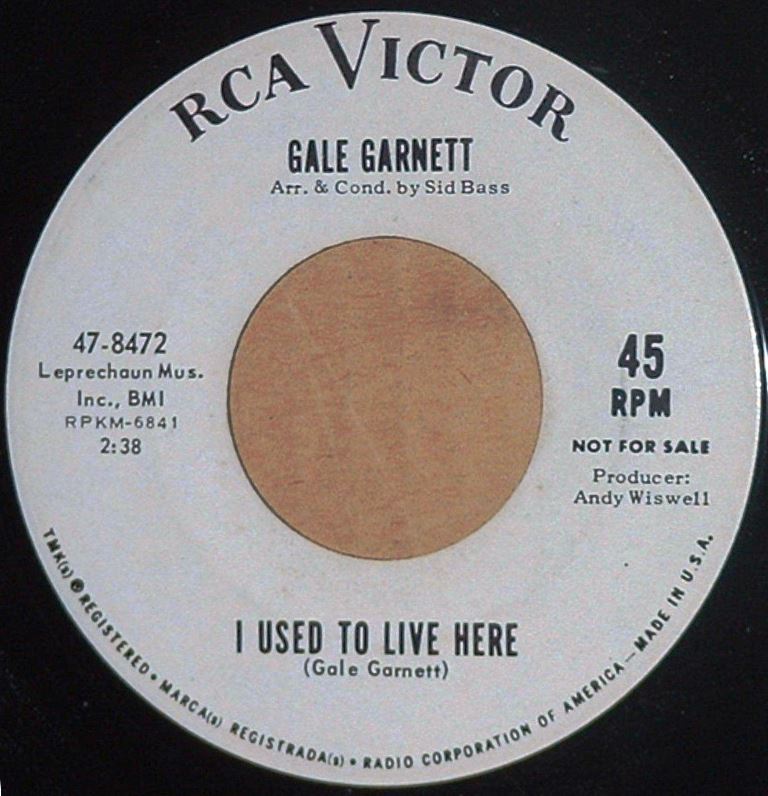 RCA VICTOR
GALE GARNETT
Arr. & Cond. by Sid Bass
47-8472
Leprechaun Mus.
Inc., BMI
RPKM-6841
2:38
45
RPM
NOT FOR SALE
Producer:
Andy Wiswell
I USED TO LIVE HERE
(Gale Garnett)
TMK(s) ® REGISTERED • MARCA(s) REGISTRADA(s) • RADIO CORPORATION OF AMERICA — MADE IN U.S.A.